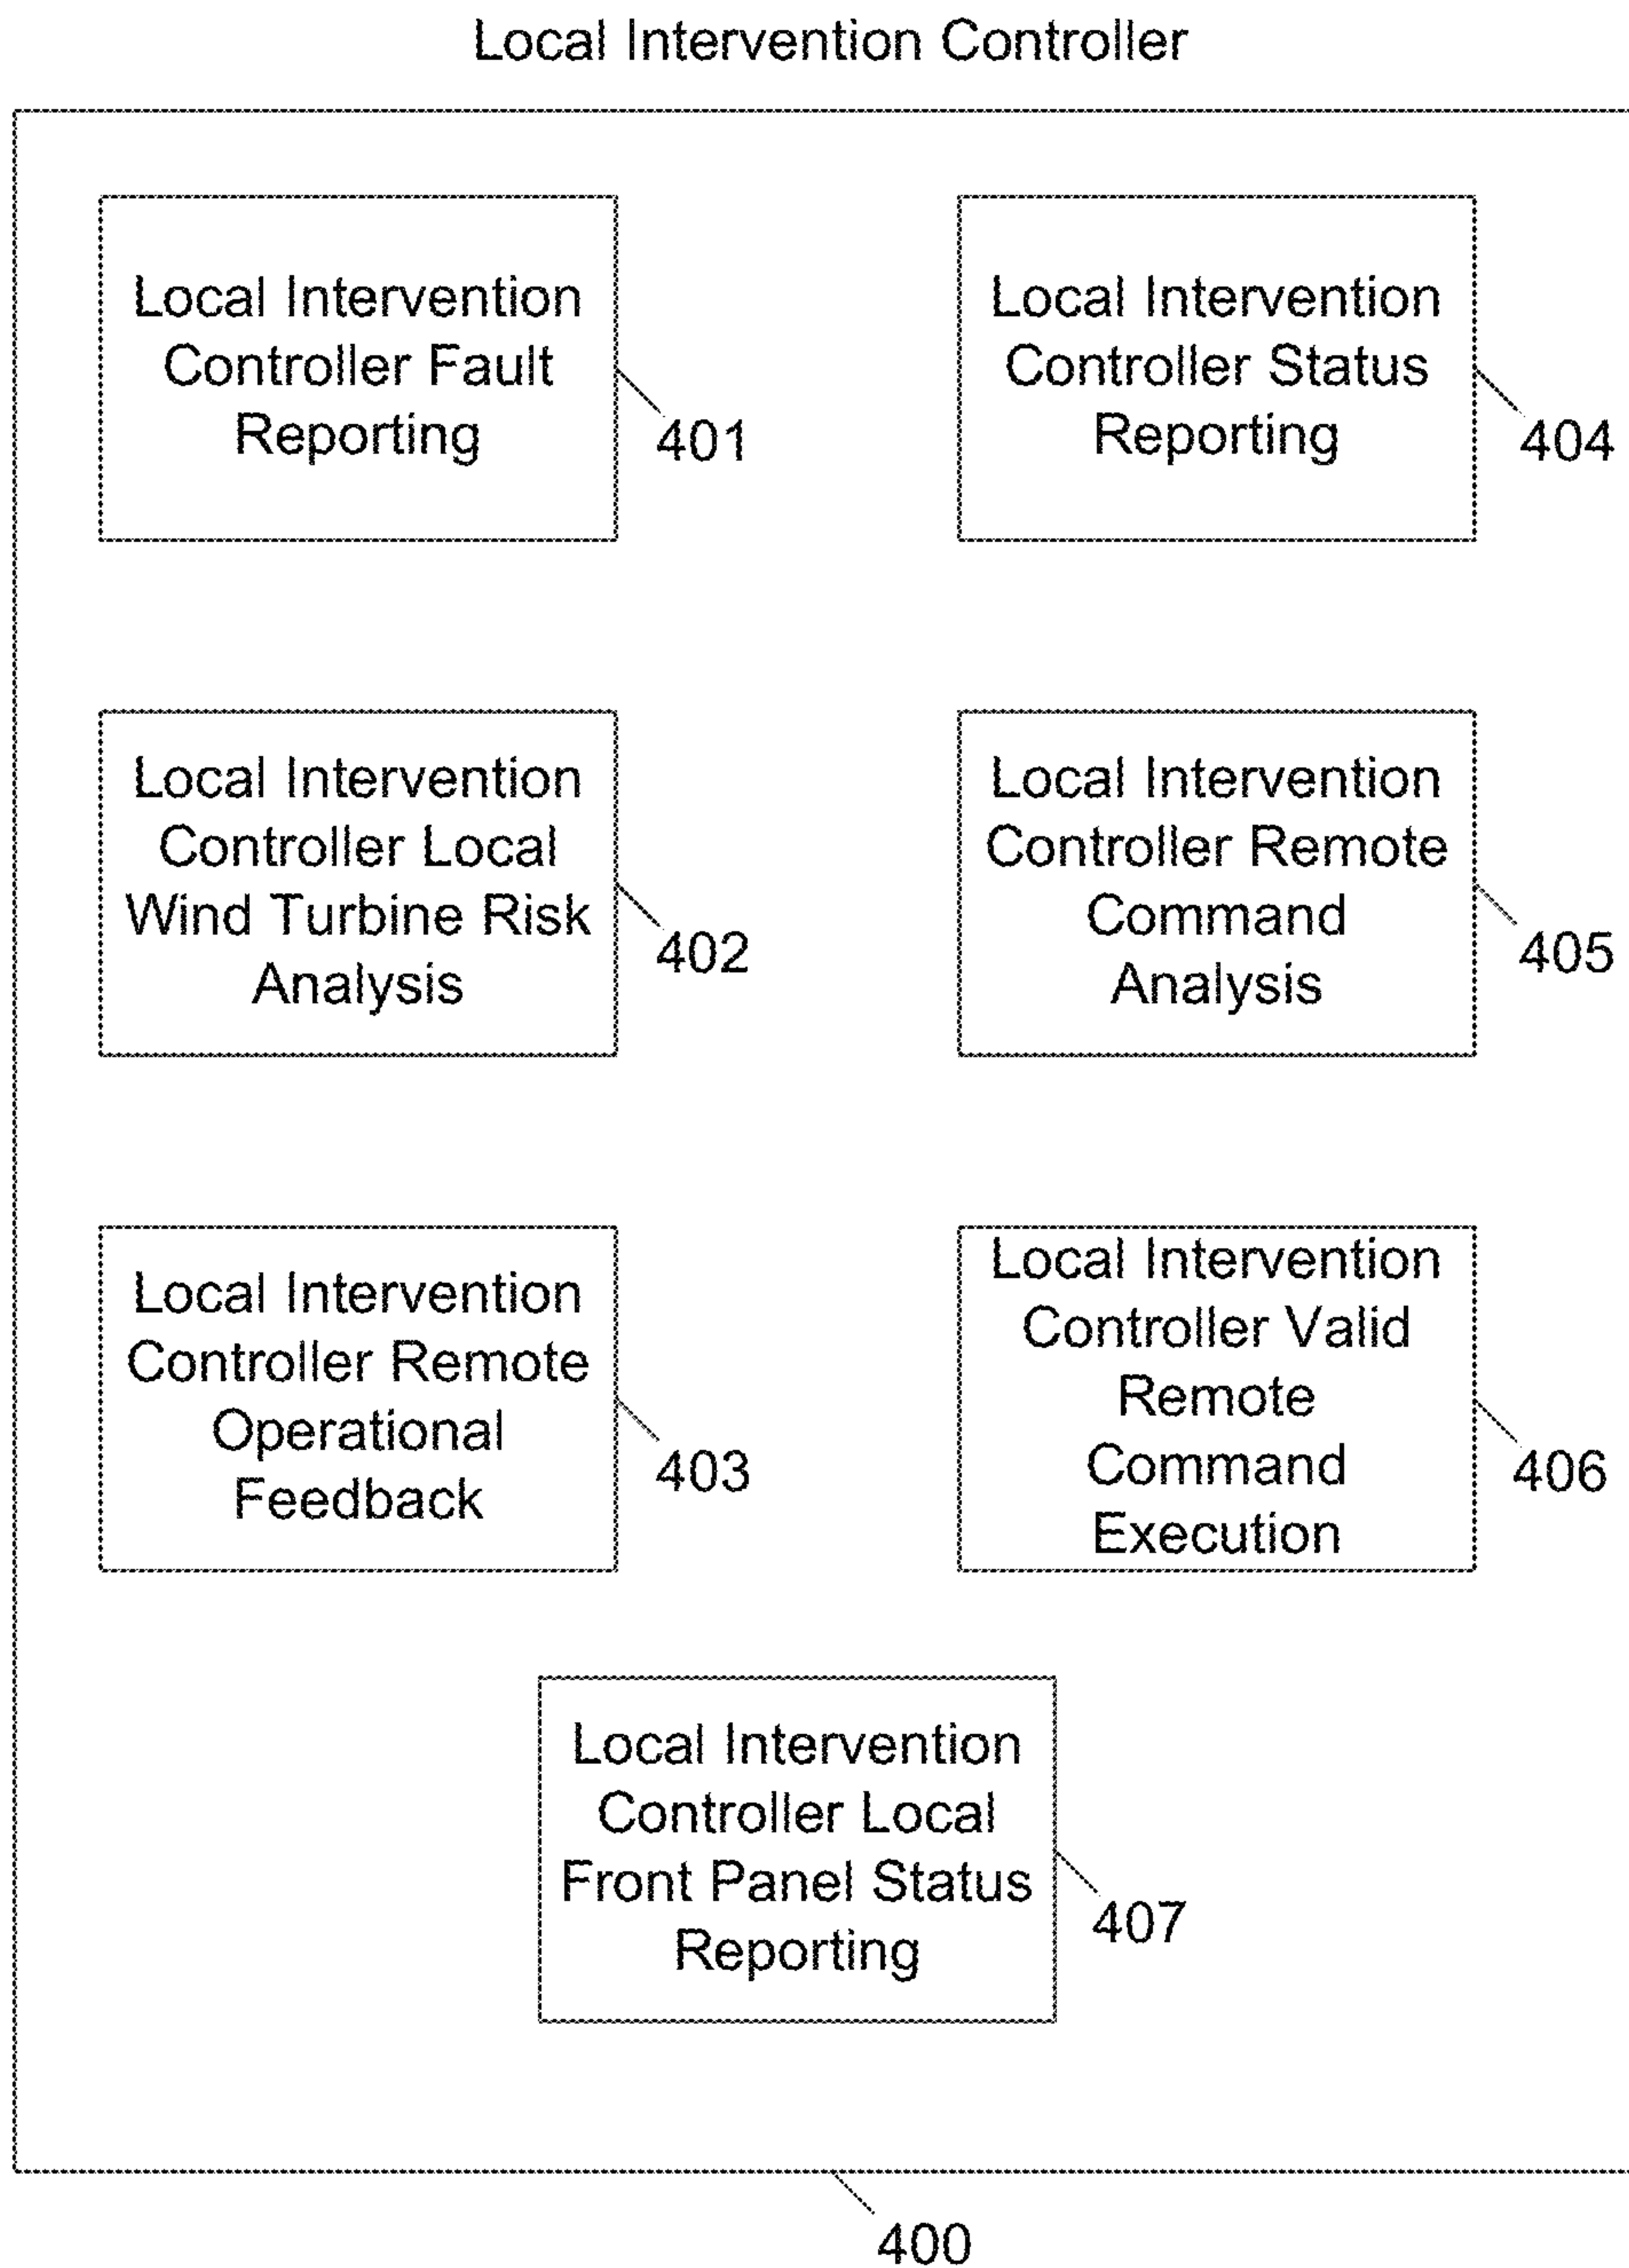 Local Intervention Controller
Local Intervention
Controller Fault
Reporting
401
Local Intervention
Controller Status
Reporting
404
Local Intervention
Controller Local
Wind Turbine Risk
Analysis
402
Local Intervention
Controller Remote
Command
Analysis
405
Local Intervention
Controller Remote
Operational
Feedback
403
Local Intervention
Controller Valid
Remote
Command
Execution
406
Local Intervention
Controller Local
Front Panel Status
Reporting
407
400